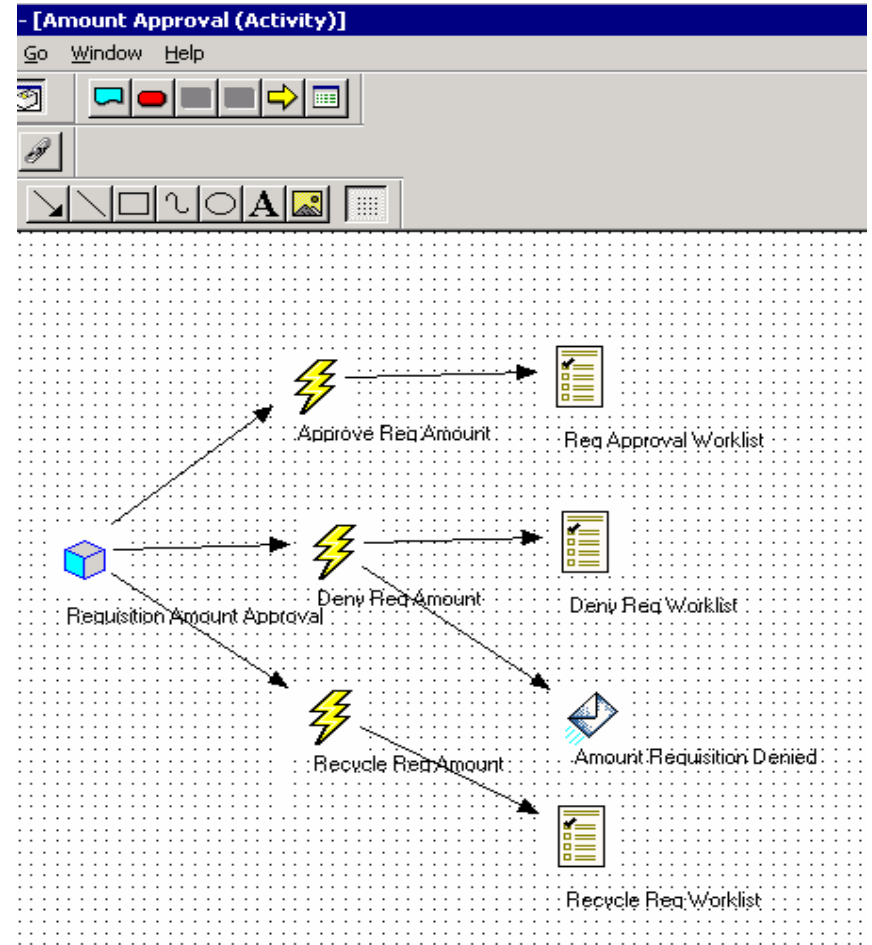 - [Amount Approval (Activity)]
Go Window Help
A
Approve Req Amount
Req Approval Worklist
Deny Req Amount
Deny Req Worklist
Requisition Amount Approval
Recycle Req Amount
Amount Requisition Denied
Recycle Req Worklist